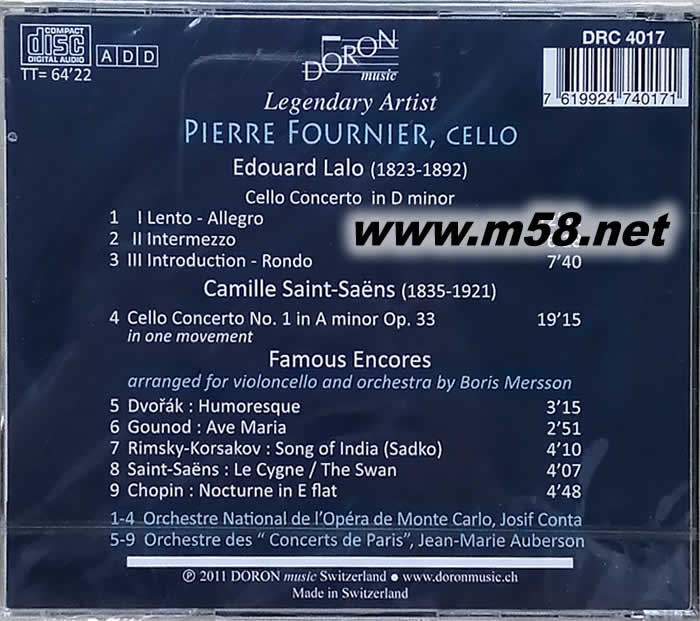 COMPACT
disc
DIGITAL AUDIO
A D D
TT= 64’22
DORON
music
DRC 4017
7 619924 740171
Legendary Artist
PIERRE FOURNIER, CELLO
Edouard Lalo (1823-1892)
Cello Concerto in D minor
1 I Lento - Allegro
2 II Intermezzo
3 III Introduction - Rondo 7’40
www.m58.net
Camille Saint-Saëns (1835-1921)
4 Cello Concerto No. 1 in A minor Op. 33 19’15
in one movement
Famous Encores
arranged for violoncello and orchestra by Boris Mersson
5 Dvořák : Humoresque 3’15
6 Gounod : Ave Maria 2’51
7 Rimsky-Korsakov : Song of India (Sadko) 4’10
8 Saint-Saëns : Le Cygne / The Swan 4’07
9 Chopin : Nocturne in E flat 4’48
1-4 Orchestre National de l’Opéra de Monte Carlo, Josif Conta
5-9 Orchestre des “ Concerts de Paris”, Jean-Marie Auberson
℗ 2011 DORON music Switzerland ● www.doronmusic.ch
Made in Switzerland